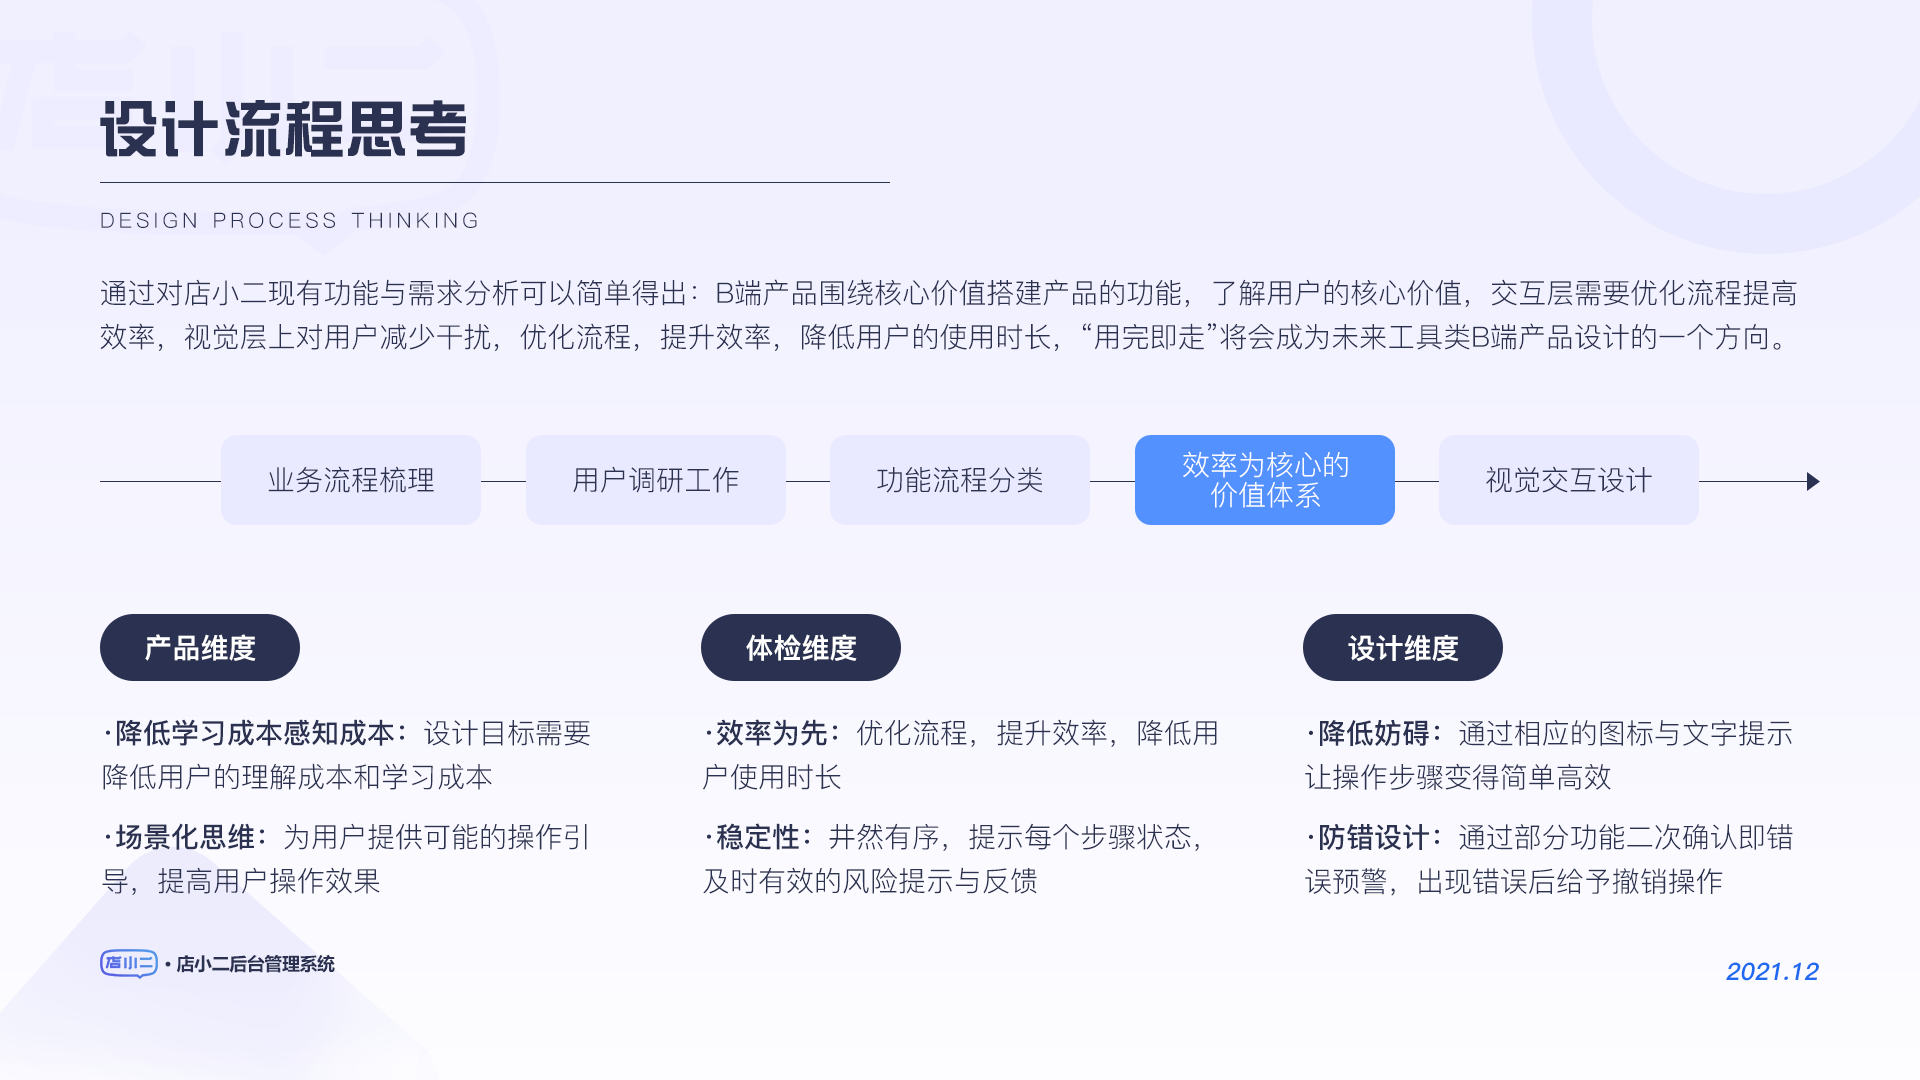 设计流程思考
DESIGN PROCESS THINKING
通过对店小二现有功能与需求分析可以简单得出：B端产品围绕核心价值搭建产品的功能，了解用户的核心价值，交互层需要优化流程提高
效率，视觉层上对用户减少干扰，优化流程，提升效率，降低用户的使用时长，“用完即走”将会成为未来工具类B端产品设计的一个方向。
业务流程梳理
用户调研工作
功能流程分类
效率为核心的
价值体系
视觉交互设计
产品维度
·降低学习成本感知成本：设计目标需要
降低用户的理解成本和学习成本
·场景化思维：为用户提供可能的操作引
导，提高用户操作效果
体检维度
·效率为先：优化流程，提升效率，降低用
户使用时长
·稳定性：井然有序，提示每个步骤状态，
及时有效的风险提示与反馈
设计维度
·降低妨碍：通过相应的图标与文字提示
让操作步骤变得简单高效
·防错设计：通过部分功能二次确认即错
误预警，出现错误后给予撤销操作
店小二·店小二后台管理系统
2021.12